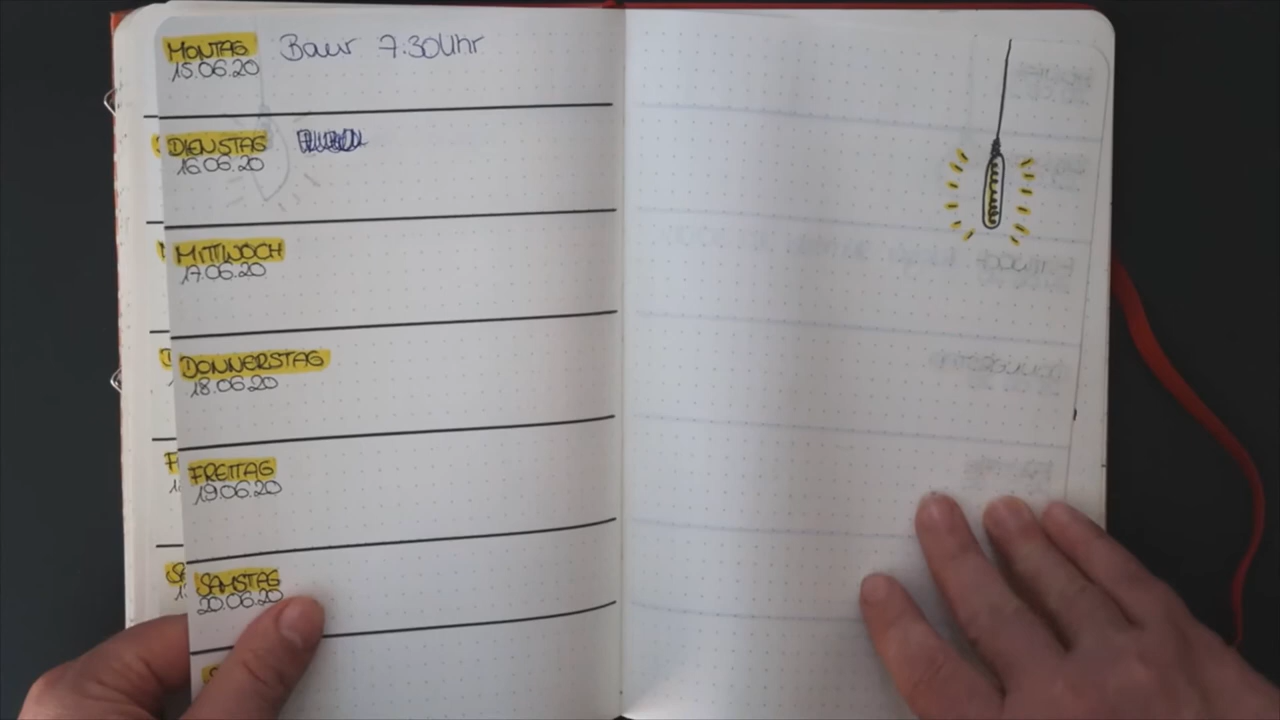 MONTAG Baur 7:30Uhr
15.06.20
DIENSTAG
16.06.20
MITTWOCH
17.06.20
DONNERSTAG
18.06.20
FREITAG
19.06.20
SAMSTAG
20.06.20